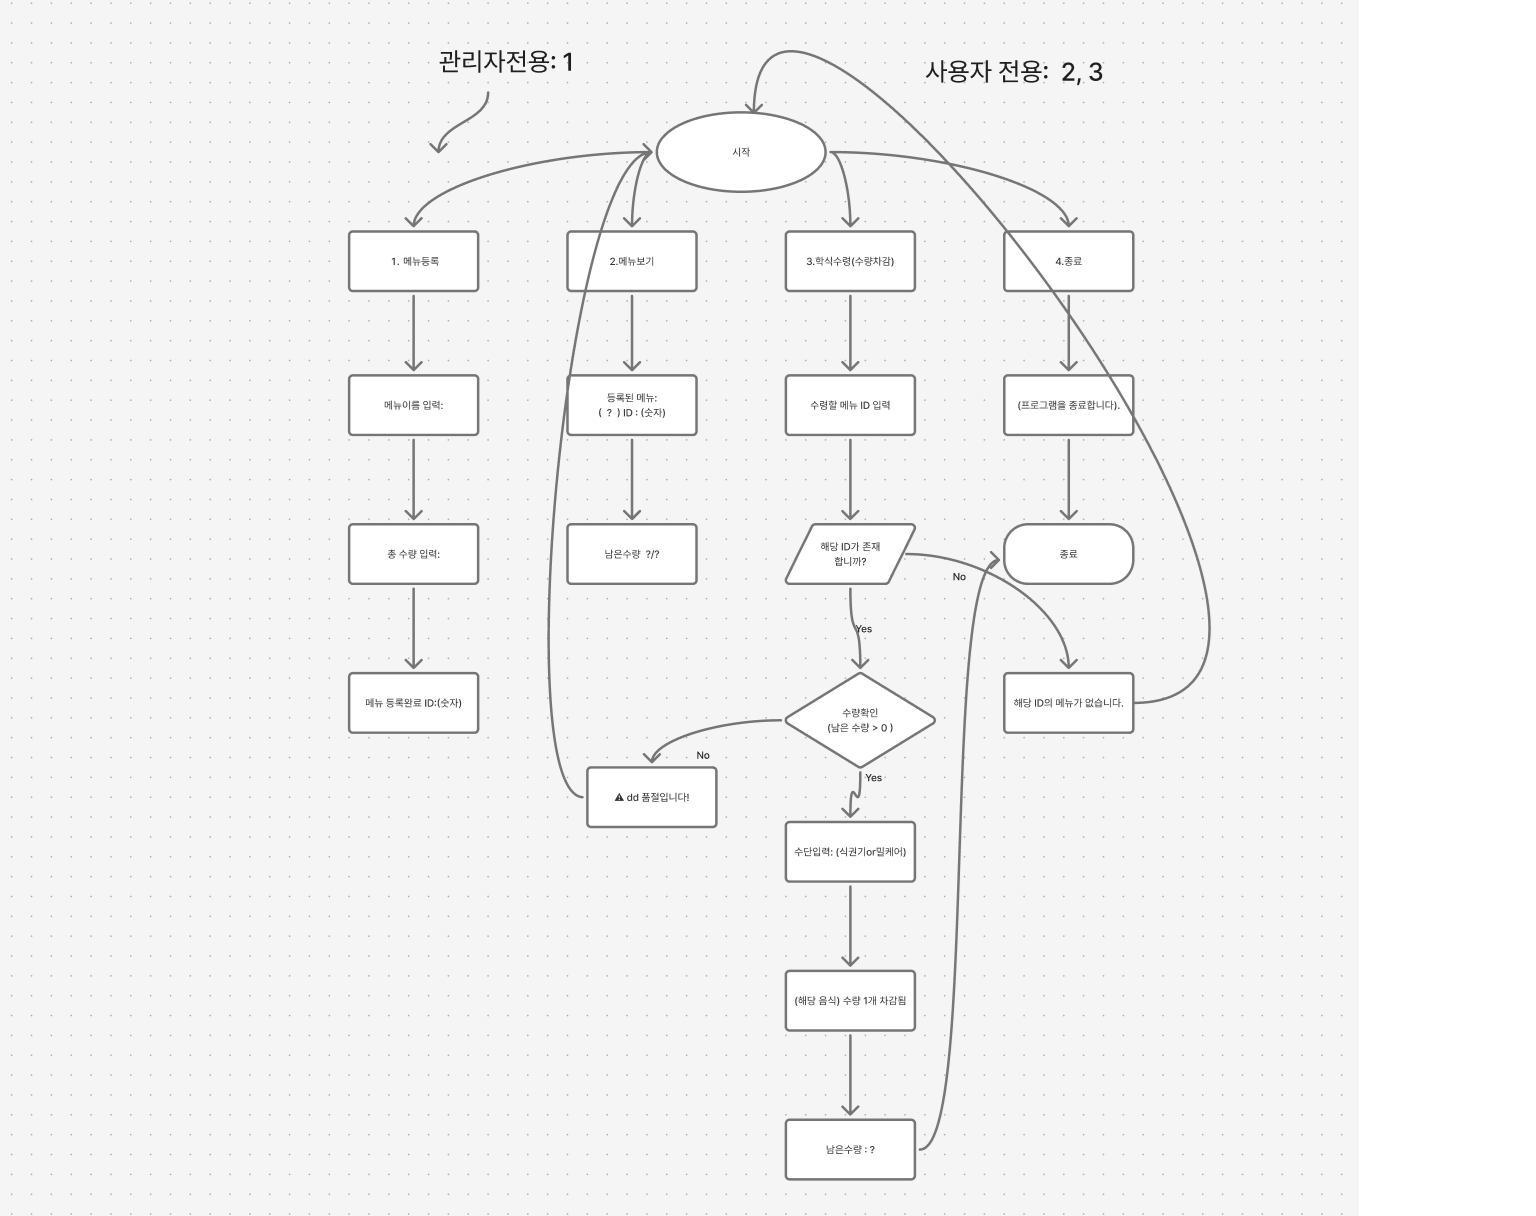 관리자전용: 1
사용자 전용:  2, 3
시작
1. 메뉴등록
2.메뉴보기
3.학식수령(수량차감)
4.종료
메뉴이름 입력:
등록된 메뉴:
(  ?  ) ID : (숫자)
수령할 메뉴 ID 입력
(프로그램을 종료합니다).
총 수량 입력:
남은수량  ?/?
해당 ID가 존재
합니까?
종료
No
Yes
메뉴 등록완료 ID:(숫자)
수량확인
(남은 수량 > 0 )
해당 ID의 메뉴가 없습니다.
No
Yes
⚠ dd 품절입니다!
수단입력: (식권기or밀케어)
(해당 음식) 수량 1개 차감됨
남은수량 : ?